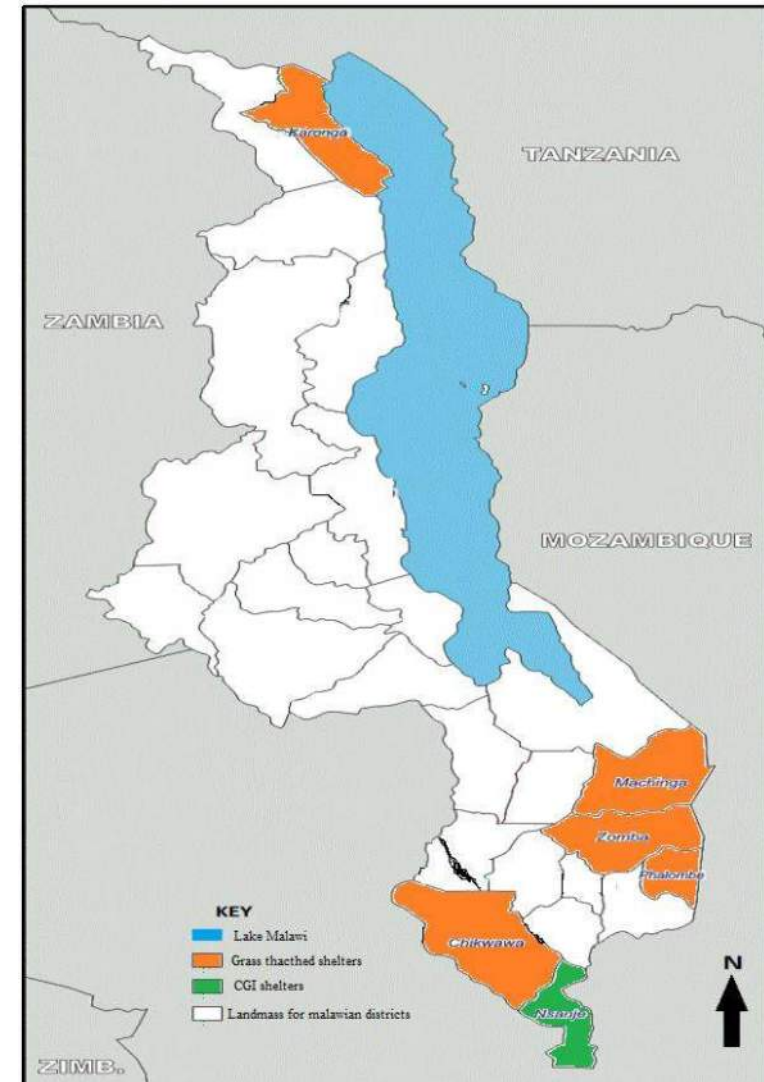 Karonga
TANZANIA
ZAMBIA
MOZAMBIQUE
Machinga
Zomba
Phalombe
KEY
Lake Malawi
Chikwawa
Grass thacthed shelters
N
CGI shelters
Landmass for malawian districts
Nsanje
ZIMB.